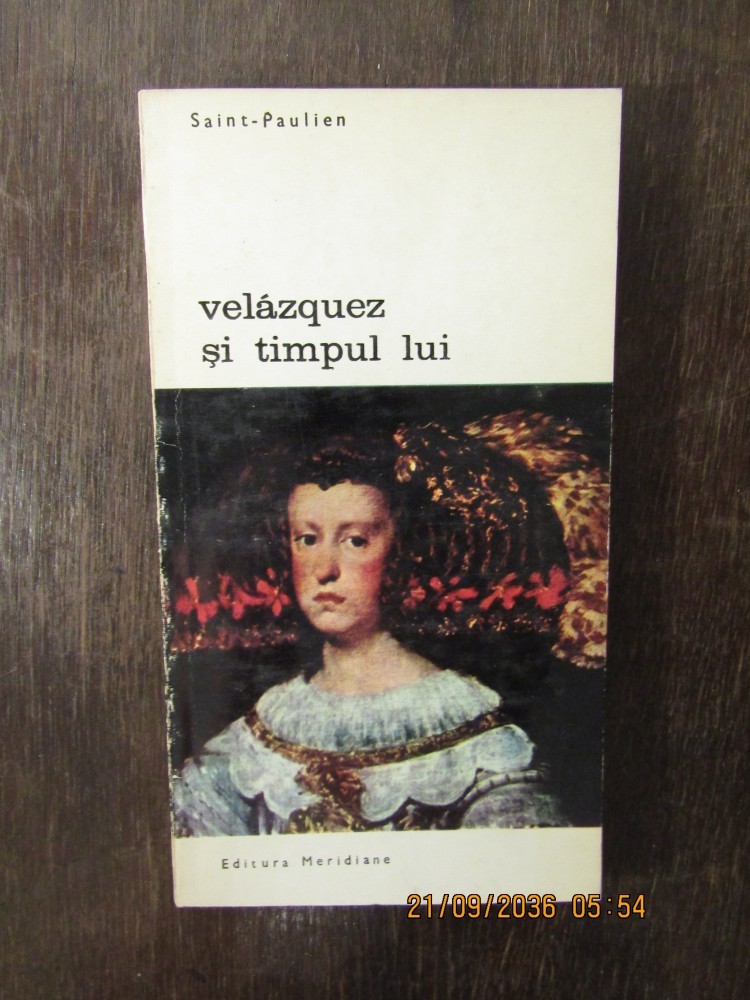 Saint-Paulien
velázquez
şi timpul lui
Editura Meridiane
21/09/2036 05:54